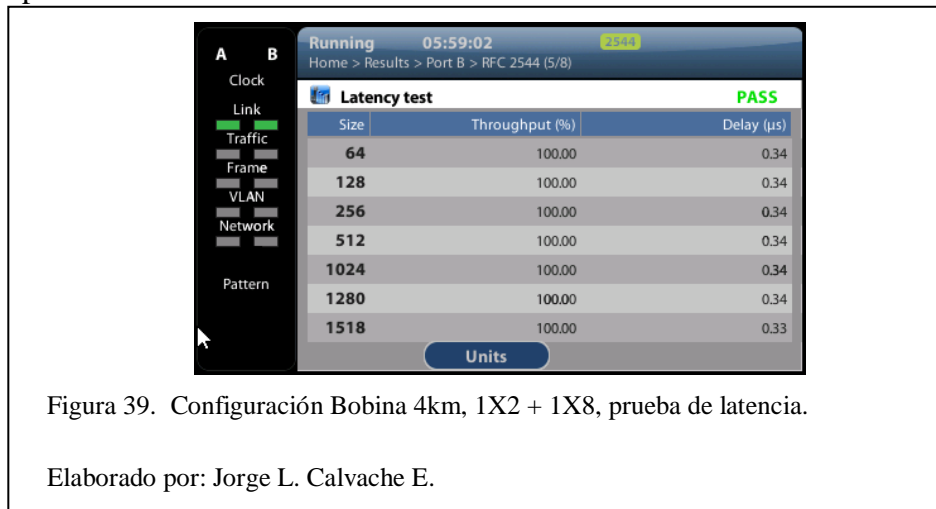 A B
Clock
Link
Traffic
Frame
VLAN
Network
Pattern
Running 05:59:02 2544
Home > Results > Port B > RFC 2544 (5/8)
Latency test PASS
Size Throughput (%) Delay (µs)
64 100.00 0.34
128 100.00 0.34
256 100.00 0.34
512 100.00 0.34
1024 100.00 0.34
1280 100.00 0.34
1518 100.00 0.33
Units
Figura 39. Configuración Bobina 4km, 1X2 + 1X8, prueba de latencia.
Elaborado por: Jorge L. Calvache E.